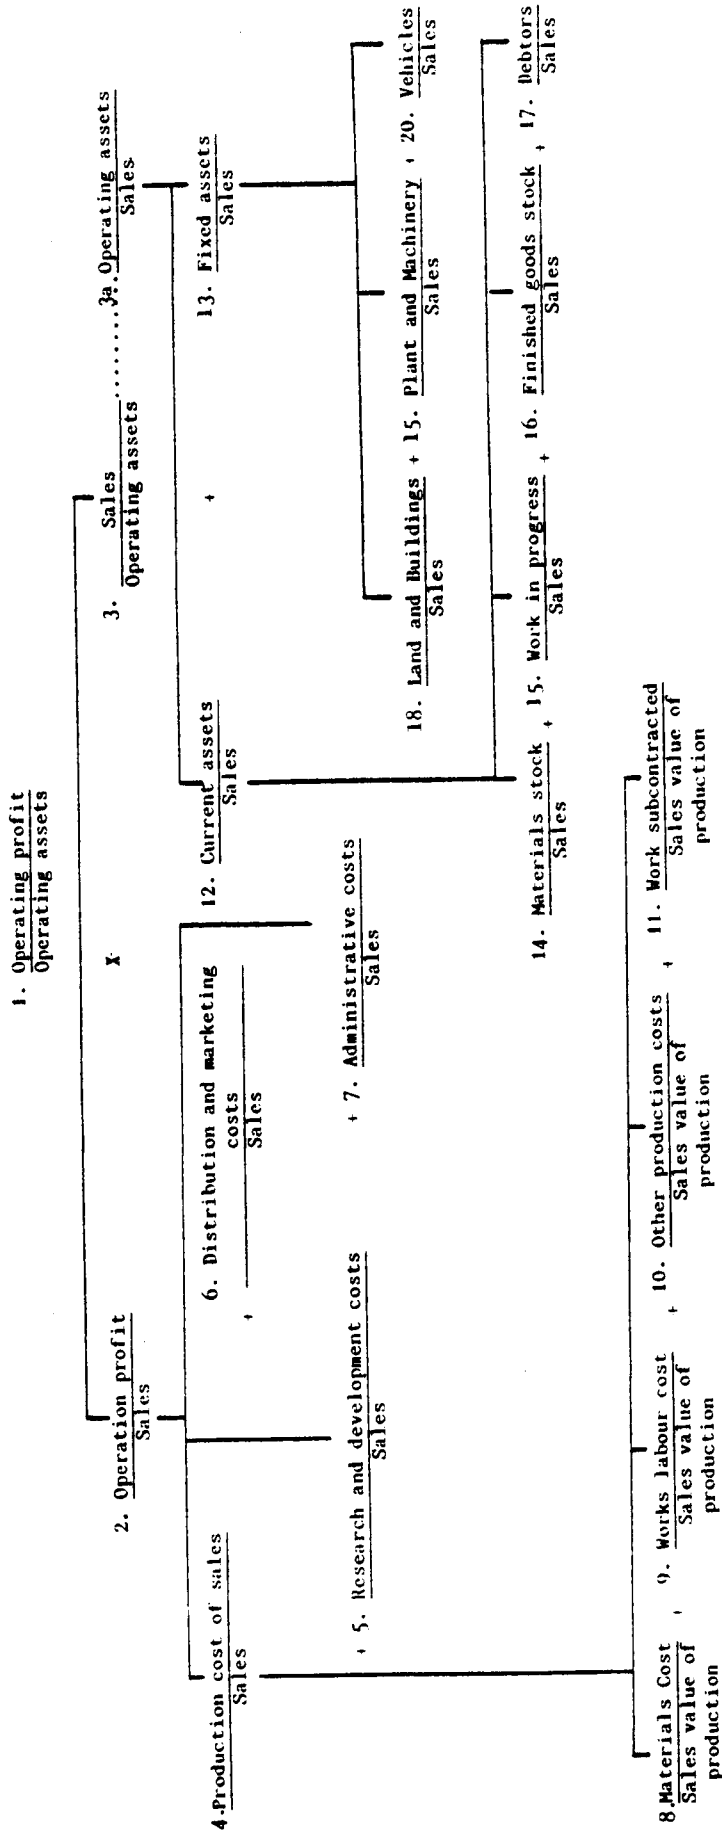 1. Operating profit
Operating assets
X
2. Operation profit
Sales
3. Sales
Operating assets
..........
3a Operating assets
Sales
4.Production cost of sales
Sales
+
6. Distribution and marketing
costs
Sales
12. Current assets
Sales
+
13. Fixed assets
Sales
+ 5. Research and development costs
Sales
+ 7. Administrative costs
Sales
18. Land and Buildings + 15. Plant and Machinery + 20. Vehicles
Sales
Sales
Sales
14. Materials stock + 15. Work in progress + 16. Finished goods stock + 17. Debtors
Sales
Sales
Sales
Sales
8.Materials Cost + 9. Works labour cost + 10. Other production costs + 11. Work subcontracted
Sales value of
Sales value of
Sales value of
Sales value of
production
production
production
production